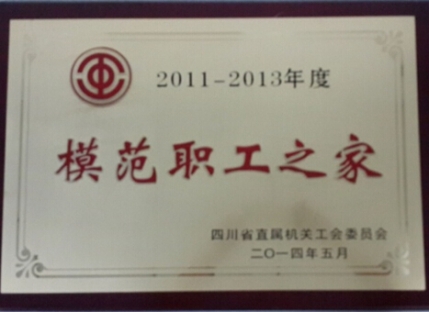 2011-2013年度
模范职工之家
四川省直属机关工会委员会
二〇一四年五月